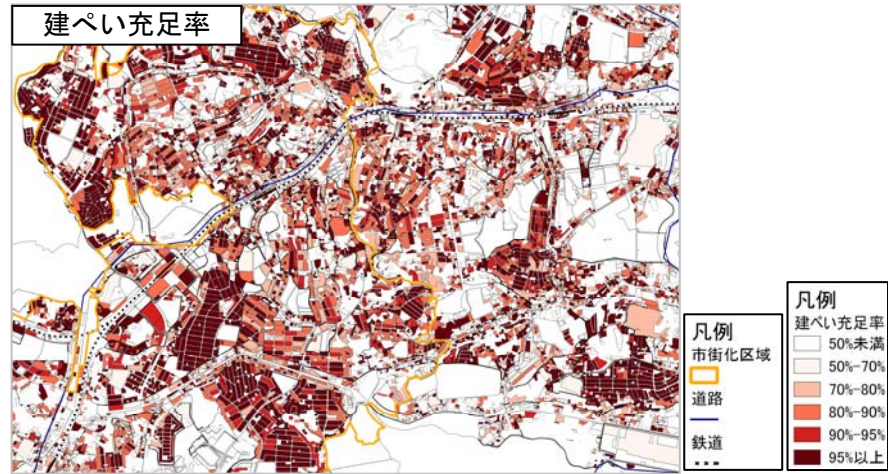 建ぺい充足率
凡例
市街化区域
道路
鉄道
凡例
建ぺい充足率
50%未満
50%-70%
70%-80%
80%-90%
90%-95%
95%以上